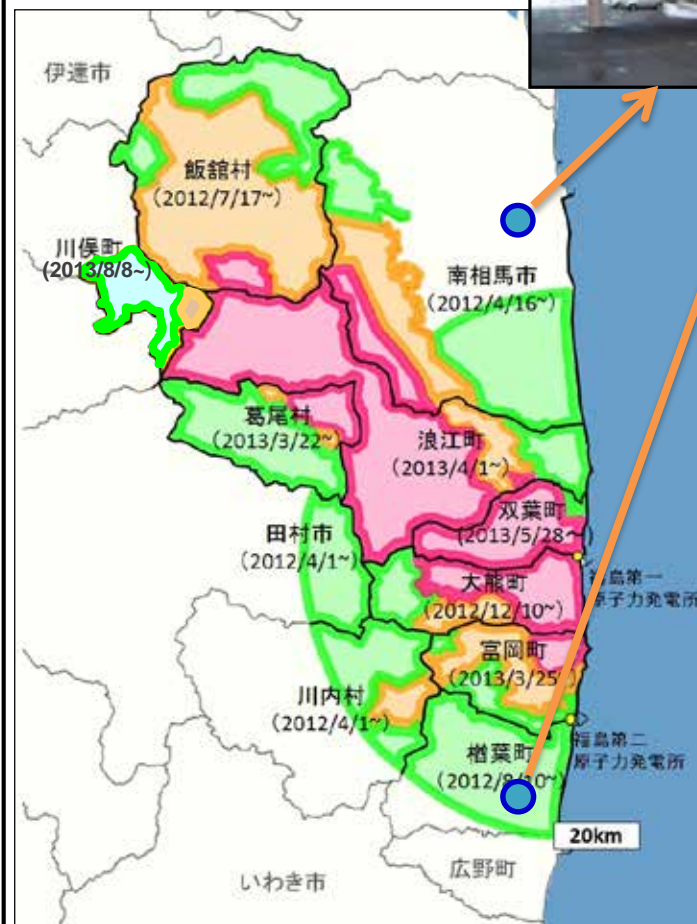 伊達市
飯舘村
(2012/7/17~)
川俣町
(2013/8/8~)
南相馬市
(2012/4/16~)
葛尾村
(2013/3/22~
浪江町
(2013/4/1~)
双葉町
(2013/5/28~)
田村市
(2012/4/1~)
大熊町
(2012/12/10~)
福島第一
原子力発電所
富岡町
(2013/3/25
川内村
(2012/4/1~)
福島第二
原子力発電所
楢葉町
(2012/8/10~)
20km
広野町
いわき市